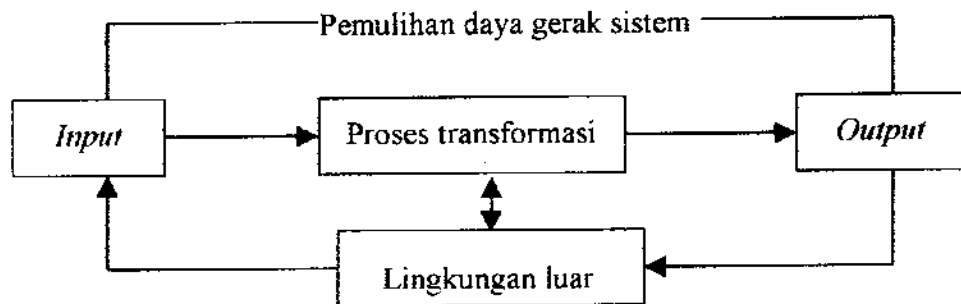 Pemulihan daya gerak sistem
Input
Proses transformasi
Output
Lingkungan luar